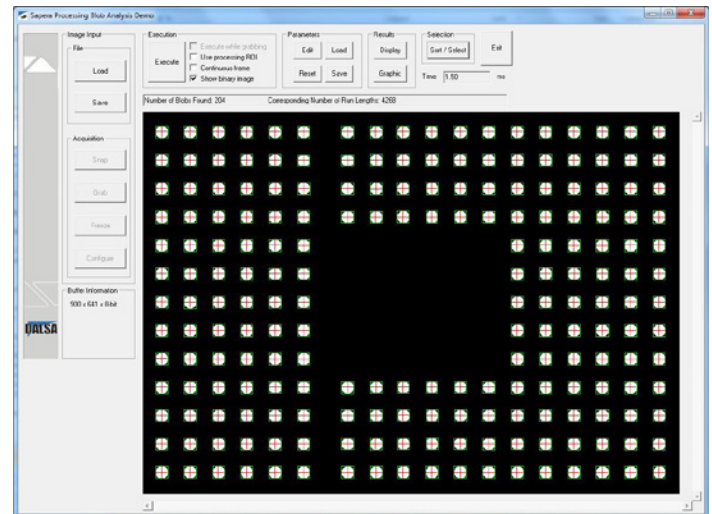 Sapera Processing Blob Analysis Demo
Image Input
File
Load
Save
Acquisition
Snap
Grab
Freeze
Configure
Buffer Information
900 x 641 x 8-bit
DALSA
Execution
Execute
Execute while grabbing
Use processing ROI
Continuous frame
Show binary image
Parameters
Edit
Load
Reset
Save
Results
Display
Graphic
Selection
Sort / Select
Exit
Time
1.50
ms
Number of Blobs Found: 204
Corresponding Number of Run Lengths: 4268